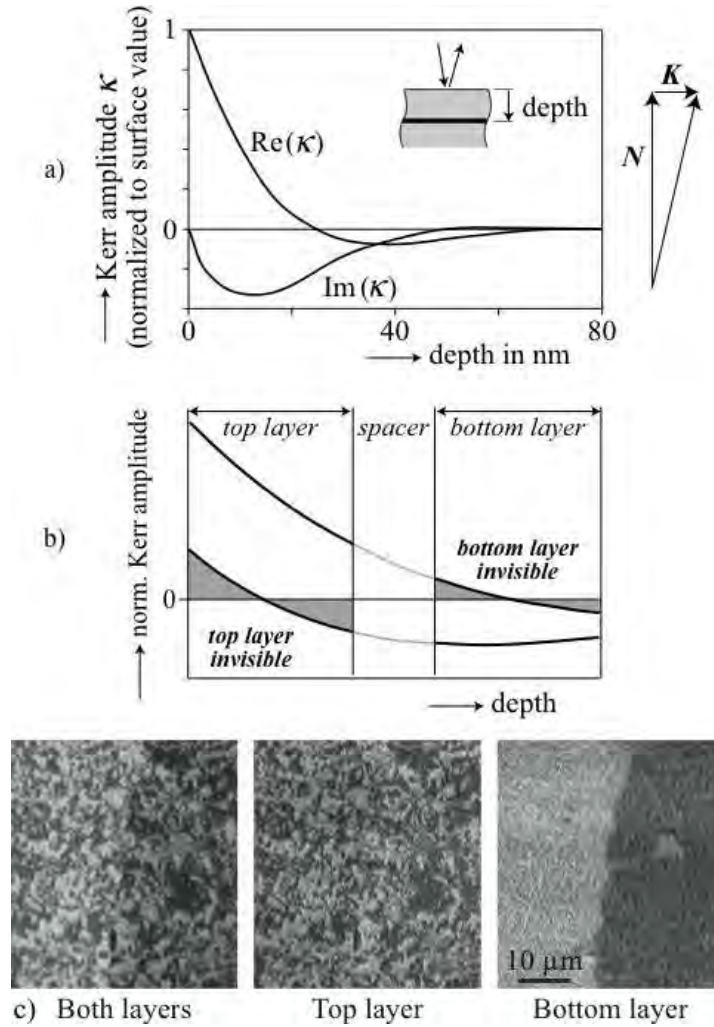 1
Kerr amplitude κ
(normalized to surface value)
Re(κ)
depth
K
N
a)
0
Im(κ)
0 40 80
depth in nm
top layer spacer bottom layer
norm. Kerr amplitude
b)
bottom layer
invisible
0
top layer
invisible
depth
10 µm
c) Both layers Top layer Bottom layer